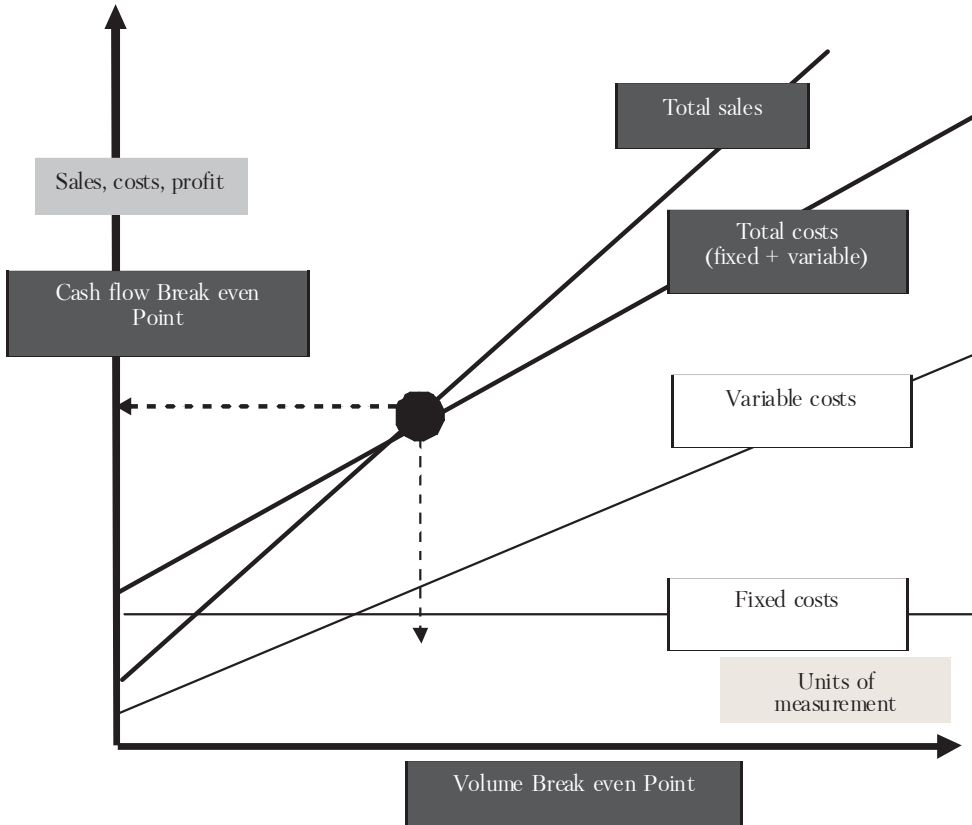 Total sales
Sales, costs, profit
Total costs
(fixed + variable)
Cash flow Break even
Point
Variable costs
Fixed costs
Units of
measurement
Volume Break even Point